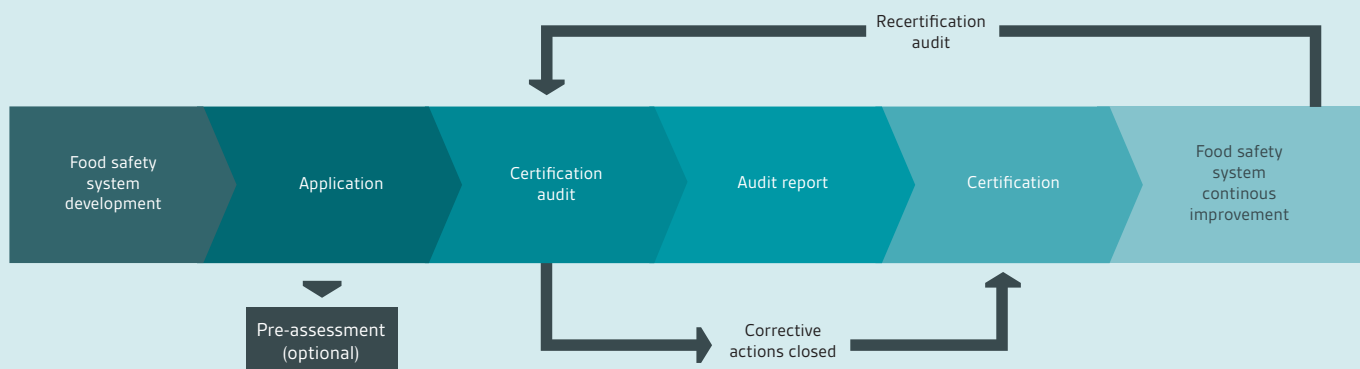 Recertification
audit
Food safety
system
development
Application
Certification
audit
Audit report
Certification
Food safety
system
continous
improvement
Pre-assessment
(optional)
Corrective
actions closed